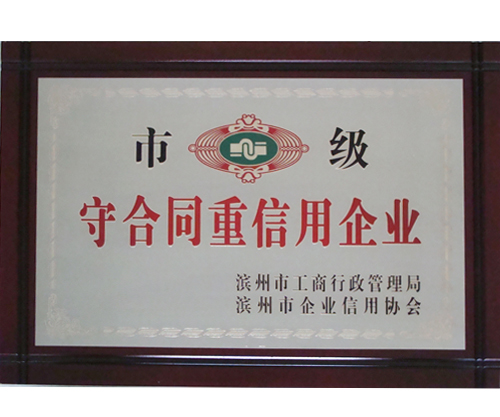 市 级
守合同重信用企业
滨州市工商行政管理局
滨州市企业信用协会